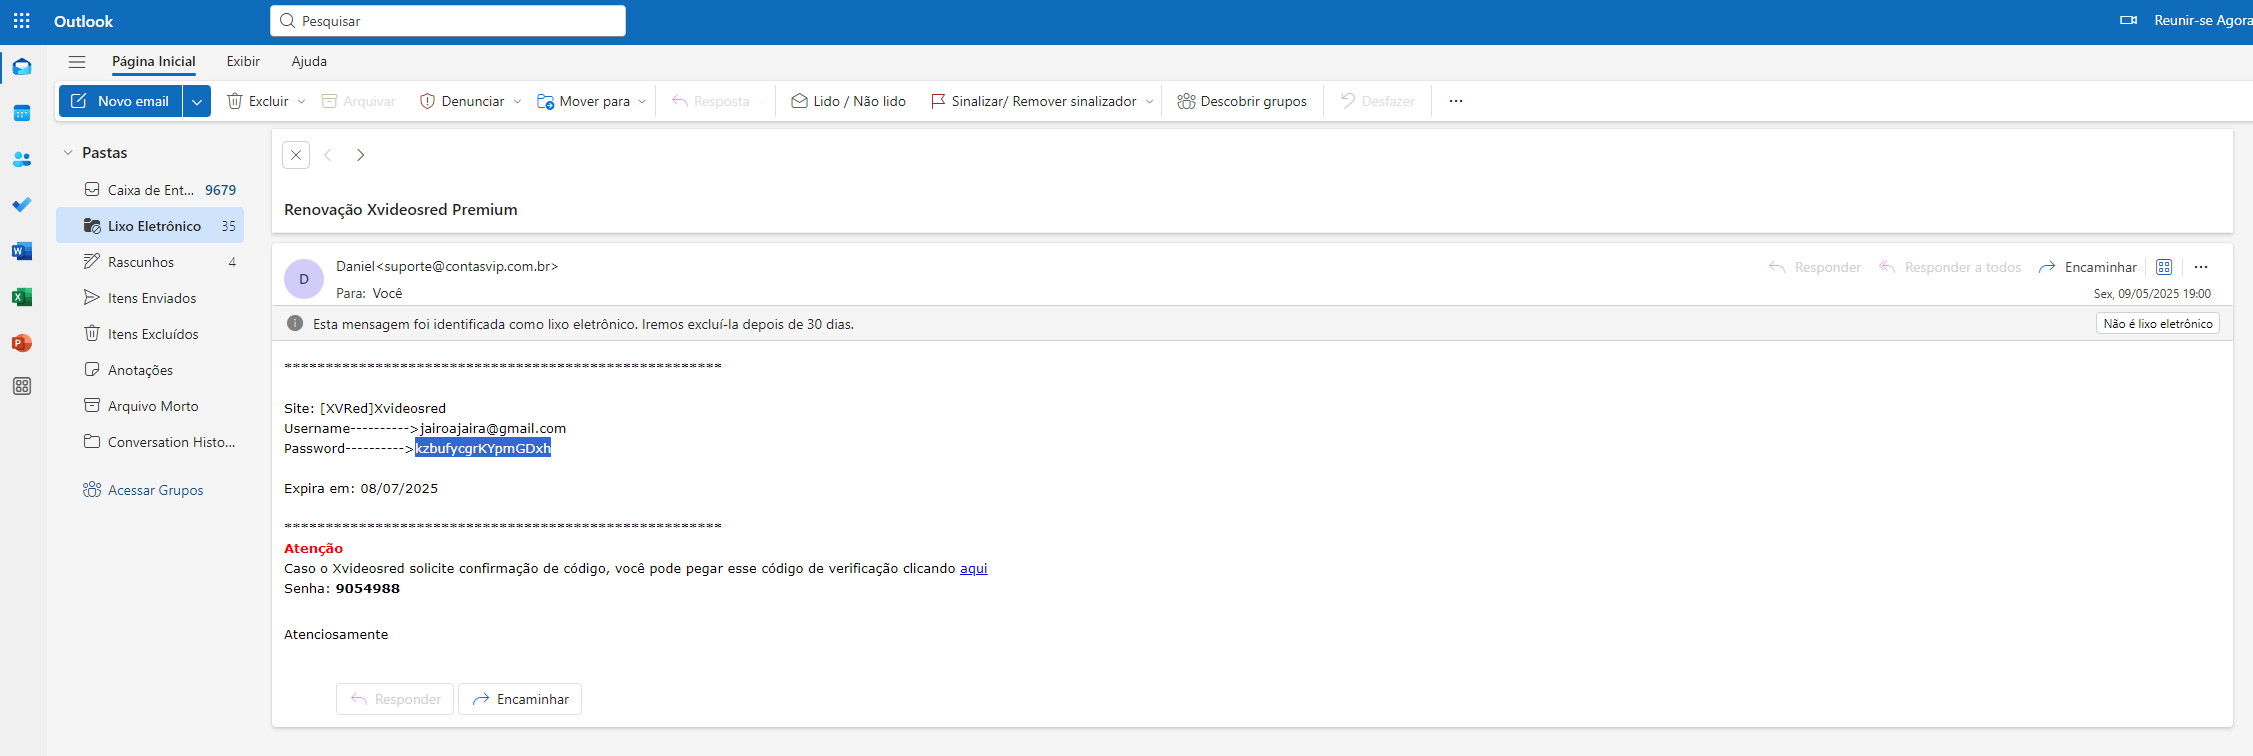 Outlook
Pesquisar
Reunir-se Agora
Página Inicial
Exibir
Ajuda
Novo email
Excluir
Arquivar
Denunciar
Mover para
Resposta
Lido / Não lido
Sinalizar/ Remover sinalizador
Descobrir grupos
Desfazer
...
Pastas
Caixa de Ent... 9679
Lixo Eletrônico 35
Rascunhos 4
Itens Enviados
Itens Excluídos
Anotações
Arquivo Morto
Conversation Histo...
Acessar Grupos
Renovação Xvideosred Premium
D
Daniel<suporte@contasvip.com.br>
Para: Você
Responder
Responder a todos
Encaminhar
...
Sex, 09/05/2025 19:00
Esta mensagem foi identificada como lixo eletrônico. Iremos excluí-la depois de 30 dias.
Não é lixo eletrônico
*****************************************************
Site: [XVRed]Xvideosred
Username---------->jairoajaira@gmail.com
Password---------->kzbufycgrKYpmGDxh
Expira em: 08/07/2025
*****************************************************
Atenção
Caso o Xvideosred solicite confirmação de código, você pode pegar esse código de verificação clicando aqui
Senha: 9054988
Atenciosamente
Responder
Encaminhar